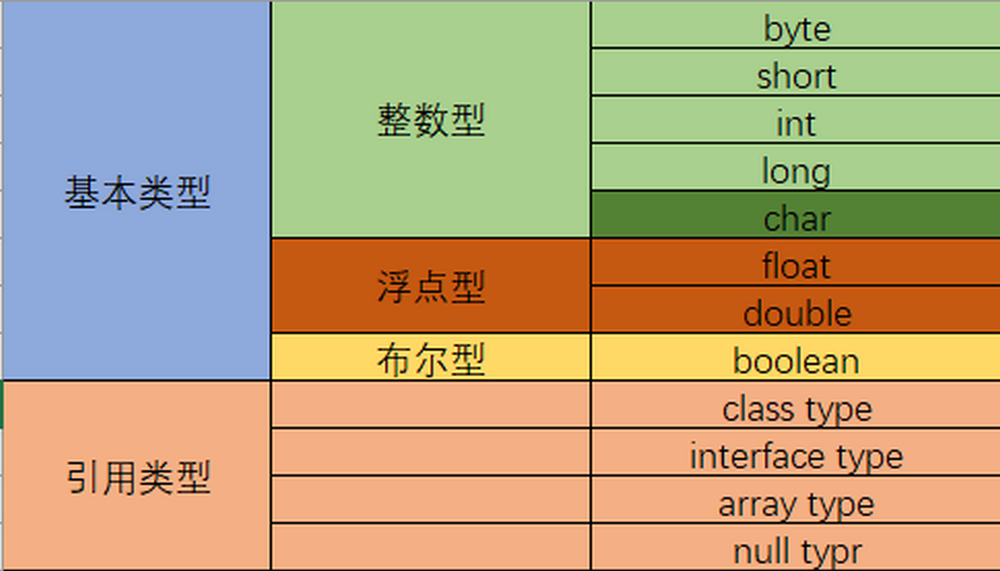 基本类型
整数型
byte
short
int
long
char
浮点型
float
double
布尔型
boolean
引用类型
class type
interface type
array type
null typr